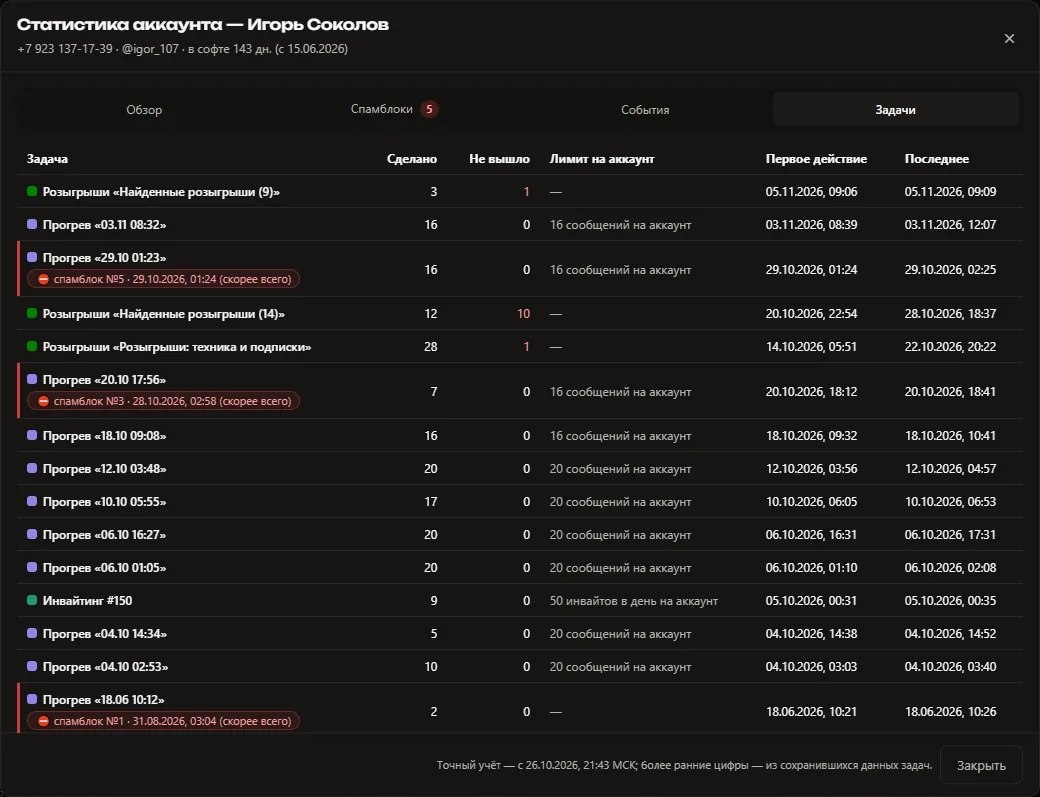 Статистика аккаунта — Игорь Соколов
+7 923 137-17-39 · @igor_107 · в софте 143 дн. (с 15.06.2026)
Обзор Спамблоки 5 События Задачи
Задача Сделано Не вышло Лимит на аккаунт Первое действие Последнее
Розыгрыши «Найденные розыгрыши (9)» 3 1 — 05.11.2026, 09:06 05.11.2026, 09:09
Прогрев «03.11 08:32» 16 0 16 сообщений на аккаунт 03.11.2026, 08:39 03.11.2026, 12:07
Прогрев «29.10 01:23» 16 0 16 сообщений на аккаунт 29.10.2026, 01:24 29.10.2026, 02:25
спамблок №5 · 29.10.2026, 01:24 (скорее всего)
Розыгрыши «Найденные розыгрыши (14)» 12 10 — 20.10.2026, 22:54 28.10.2026, 18:37
Розыгрыши «Розыгрыши: техника и подписки» 28 1 — 14.10.2026, 05:51 22.10.2026, 20:22
Прогрев «20.10 17:56» 7 0 16 сообщений на аккаунт 20.10.2026, 18:12 20.10.2026, 18:41
спамблок №3 · 28.10.2026, 02:58 (скорее всего)
Прогрев «18.10 09:08» 16 0 16 сообщений на аккаунт 18.10.2026, 09:32 18.10.2026, 10:41
Прогрев «12.10 03:48» 20 0 20 сообщений на аккаунт 12.10.2026, 03:56 12.10.2026, 04:57
Прогрев «10.10 05:55» 17 0 20 сообщений на аккаунт 10.10.2026, 06:05 10.10.2026, 06:53
Прогрев «06.10 16:27» 20 0 20 сообщений на аккаунт 06.10.2026, 16:31 06.10.2026, 17:31
Прогрев «06.10 01:05» 20 0 20 сообщений на аккаунт 06.10.2026, 01:10 06.10.2026, 02:08
Инвайтинг #150 9 0 50 инвайтов в день на аккаунт 05.10.2026, 00:31 05.10.2026, 00:35
Прогрев «04.10 14:34» 5 0 20 сообщений на аккаунт 04.10.2026, 14:38 04.10.2026, 14:52
Прогрев «04.10 02:53» 10 0 20 сообщений на аккаунт 04.10.2026, 03:03 04.10.2026, 03:40
Прогрев «18.06 10:12» 2 0 — 18.06.2026, 10:21 18.06.2026, 10:26
спамблок №1 · 31.08.2026, 03:04 (скорее всего)
Точный учёт — с 26.10.2026, 21:43 МСК; более ранние цифры — из сохранившихся данных задач. Закрыть